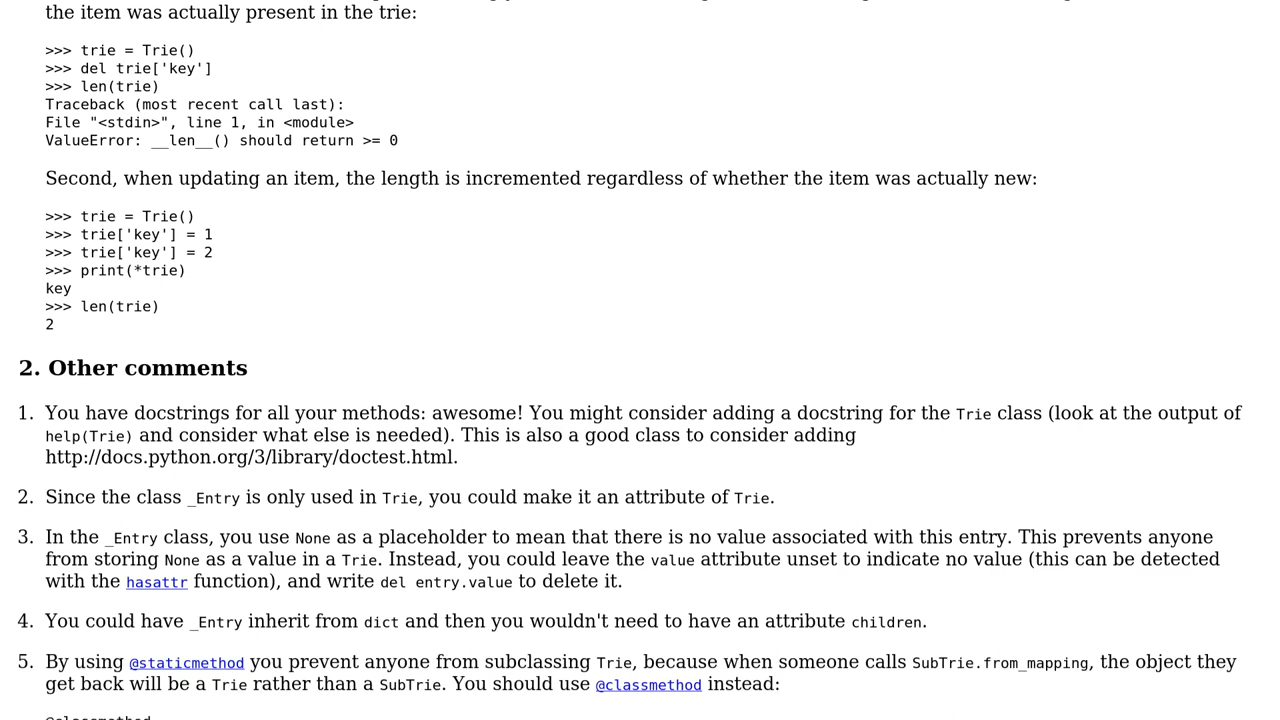 the item was actually present in the trie:
>>> trie = Trie()
>>> del trie['key']
>>> len(trie)
Traceback (most recent call last):
File "<stdin>", line 1, in <module>
ValueError: __len__() should return >= 0
Second, when updating an item, the length is incremented regardless of whether the item was actually new:
>>> trie = Trie()
>>> trie['key'] = 1
>>> trie['key'] = 2
>>> print(*trie)
key
>>> len(trie)
2
2. Other comments
1. You have docstrings for all your methods: awesome! You might consider adding a docstring for the Trie class (look at the output of
help(Trie) and consider what else is needed). This is also a good class to consider adding
http://docs.python.org/3/library/doctest.html.
2. Since the class _Entry is only used in Trie, you could make it an attribute of Trie.
3. In the _Entry class, you use None as a placeholder to mean that there is no value associated with this entry. This prevents anyone
from storing None as a value in a Trie. Instead, you could leave the value attribute unset to indicate no value (this can be detected
with the hasattr function), and write del entry.value to delete it.
4. You could have _Entry inherit from dict and then you wouldn't need to have an attribute children.
5. By using @staticmethod you prevent anyone from subclassing Trie, because when someone calls SubTrie.from_mapping, the object they
get back will be a Trie rather than a SubTrie. You should use @classmethod instead: